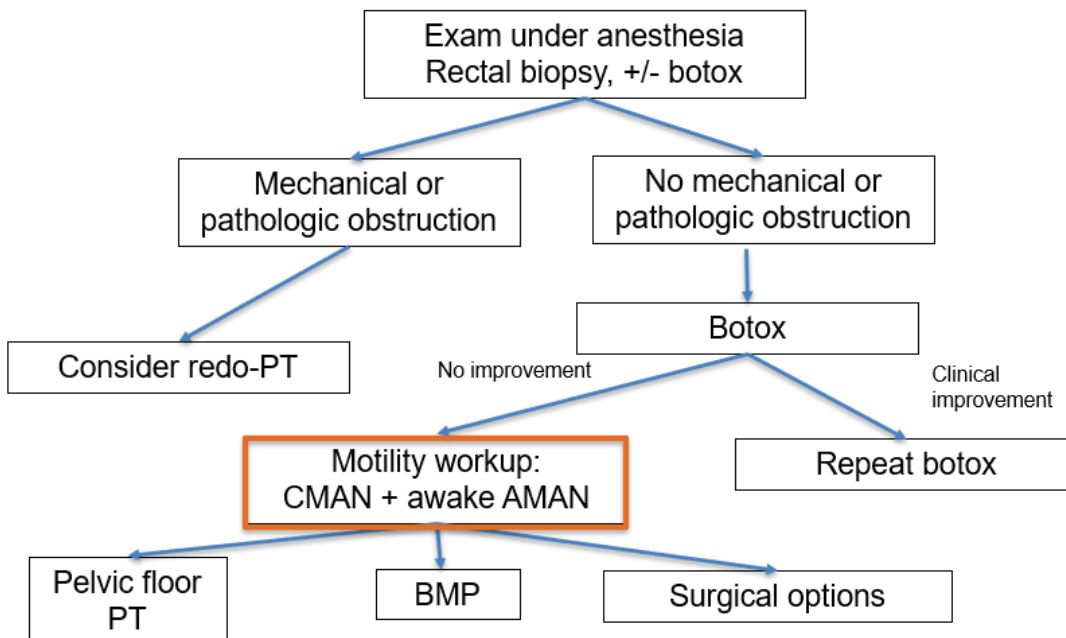 Exam under anesthesia
Rectal biopsy, +/- botox
Mechanical or
pathologic obstruction
No mechanical or
pathologic obstruction
Consider redo-PT
Botox
No improvement
Clinical
improvement
Motility workup:
CMAN + awake AMAN
Repeat botox
Pelvic floor
PT
BMP
Surgical options